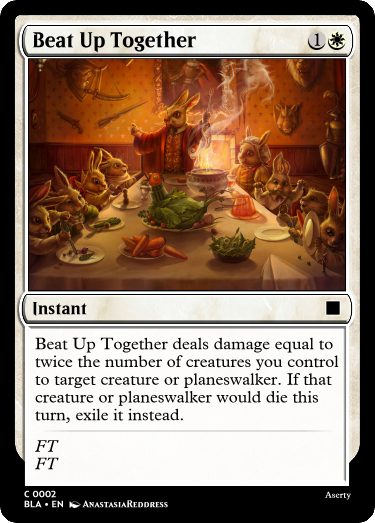 Beat Up Together 1
Instant
Beat Up Together deals damage equal to
twice the number of creatures you control
to target creature or planeswalker. If that
creature or planeswalker would die this
turn, exile it instead.
FT
FT
C 0002
BLA • EN AnastasiaReddress Aserty